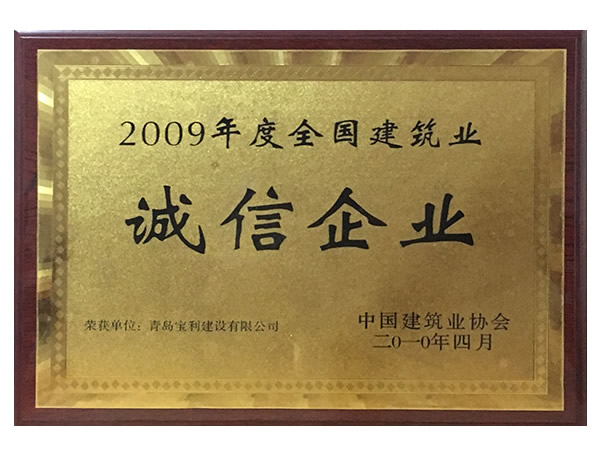 2009年度全国建筑业
诚信企业
荣获单位：青岛宝利建设有限公司
中国建筑业协会
二〇一〇年四月